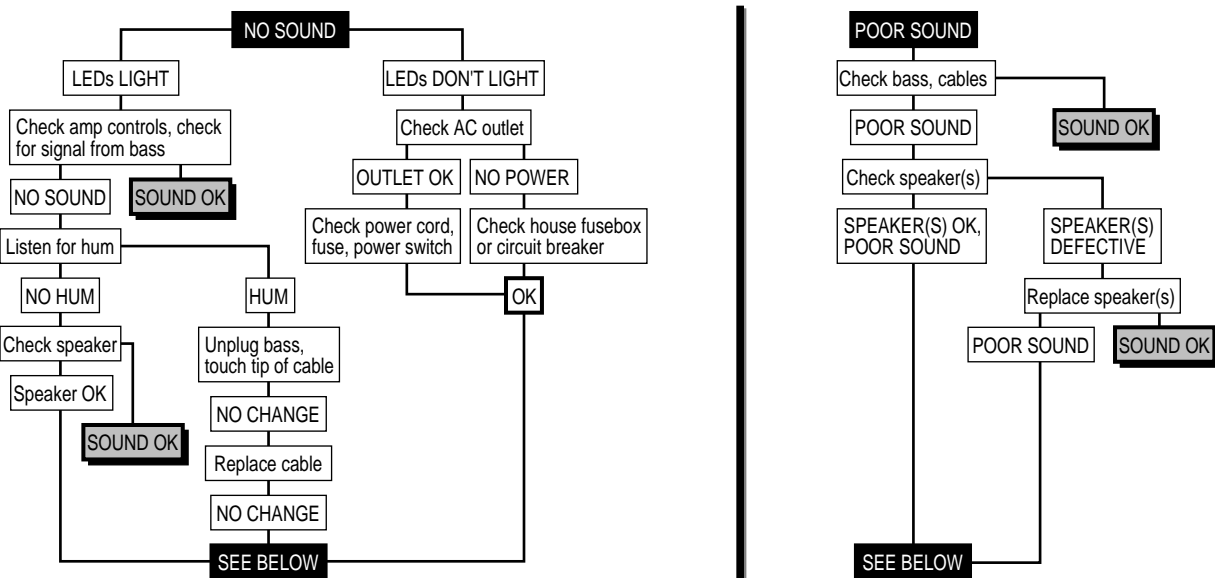 NO SOUND
LEDs LIGHT
LEDs DON'T LIGHT
Check amp controls, check
for signal from bass
Check AC outlet
SOUND OK
OUTLET OK
NO POWER
NO SOUND
Check power cord,
fuse, power switch
Check house fusebox
or circuit breaker
Listen for hum
NO HUM
HUM
OK
Check speaker
Unplug bass,
touch tip of cable
Speaker OK
NO CHANGE
SOUND OK
Replace cable
NO CHANGE
SEE BELOW
POOR SOUND
Check bass, cables
POOR SOUND
SOUND OK
Check speaker(s)
SPEAKER(S) OK,
POOR SOUND
SPEAKER(S)
DEFECTIVE
Replace speaker(s)
POOR SOUND
SOUND OK
SEE BELOW